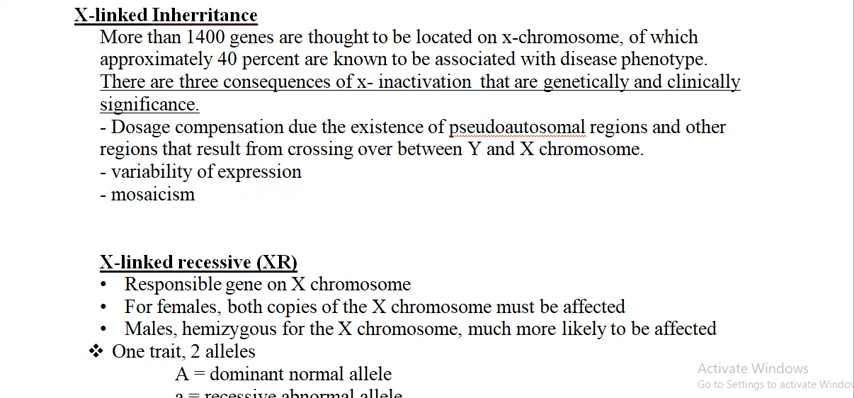 X-linked Inherritance
More than 1400 genes are thought to be located on x-chromosome, of which
approximately 40 percent are known to be associated with disease phenotype.
There are three consequences of x- inactivation that are genetically and clinically
significance.
- Dosage compensation due the existence of pseudoautosomal regions and other
regions that result from crossing over between Y and X chromosome.
- variability of expression
- mosaicism
X-linked recessive (XR)
• Responsible gene on X chromosome
• For females, both copies of the X chromosome must be affected
• Males, hemizygous for the X chromosome, much more likely to be affected
❖ One trait, 2 alleles
A = dominant normal allele
a = recessive abnormal allele
Activate Windows
Go to Settings to activate Window